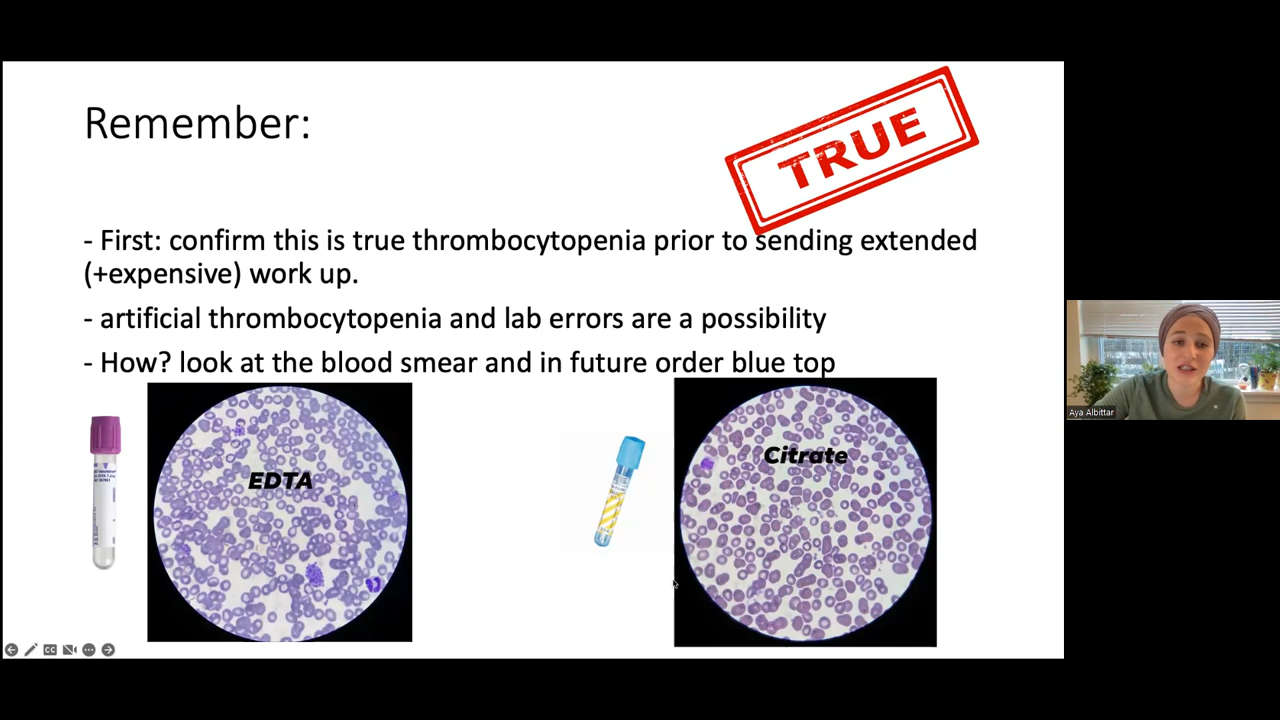 Remember:
TRUE
- First: confirm this is true thrombocytopenia prior to sending extended
(+expensive) work up.
- artificial thrombocytopenia and lab errors are a possibility
- How? look at the blood smear and in future order blue top
EDTA
Citrate
Aya Albittar
CC